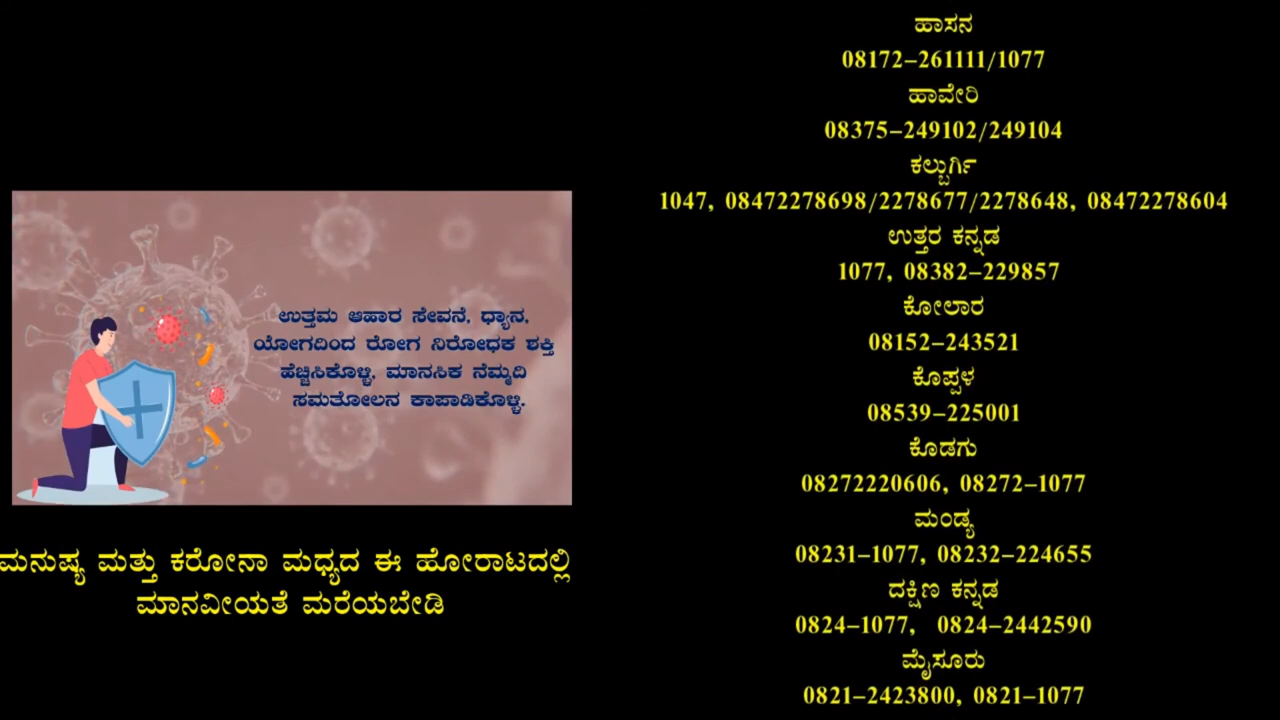 ಉತ್ತಮ ಆಹಾರ ಸೇವನೆ, ಧ್ಯಾನ,
ಯೋಗದಿಂದ ರೋಗ ನಿರೋಧಕ ಶಕ್ತಿ
ಹೆಚ್ಚಿಸಿಕೊಳ್ಳಿ, ಮಾನಸಿಕ ನೆಮ್ಮದಿ
ಸಮತೋಲನ ಕಾಪಾಡಿಕೊಳ್ಳಿ.
ಮನುಷ್ಯ ಮತ್ತು ಕರೋನಾ ಮಧ್ಯದ ಈ ಹೋರಾಟದಲ್ಲಿ
ಮಾನವೀಯತೆ ಮರೆಯಬೇಡಿ
ಹಾಸನ
08172-261111/1077
ಹಾವೇರಿ
08375-249102/249104
ಕಲ್ಬುರ್ಗಿ
1047, 08472278698/2278677/2278648, 08472278604
ಉತ್ತರ ಕನ್ನಡ
1077, 08382-229857
ಕೋಲಾರ
08152-243521
ಕೊಪ್ಪಳ
08539-225001
ಕೊಡಗು
08272220606, 08272-1077
ಮಂಡ್ಯ
08231-1077, 08232-224655
ದಕ್ಷಿಣ ಕನ್ನಡ
0824-1077, 0824-2442590
ಮೈಸೂರು
0821-2423800, 0821-1077